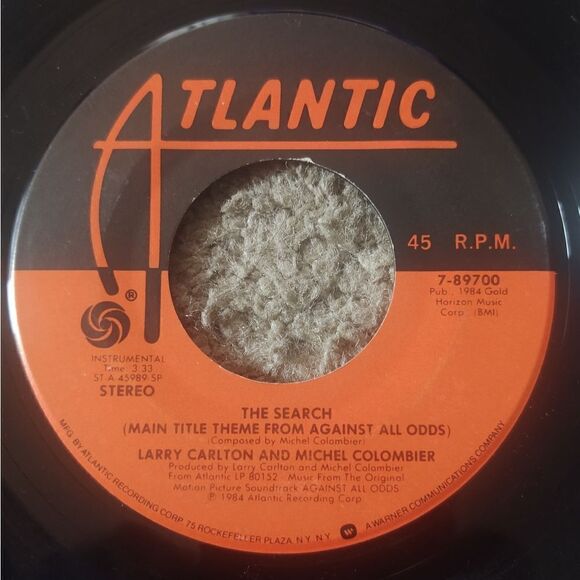 ATLANTIC
45 R.P.M.
7-89700
Pub., 1984 Gold
Horizon Music
Corp. (BMI)
®
INSTRUMENTAL
Time: 3:33
ST-A-45989-SP
STEREO
THE SEARCH
(MAIN TITLE THEME FROM AGAINST ALL ODDS)
(Composed by Michel Colombier)
LARRY CARLTON AND MICHEL COLOMBIER
Produced by Larry Carlton and Michel Colombier
From Atlantic LP 80152 - Music From The Original
Motion Picture Soundtrack AGAINST ALL ODDS
℗ 1984 Atlantic Recording Corp.
MFG. BY ATLANTIC RECORDING CORP., 75 ROCKEFELLER PLAZA, N.Y., N.Y. A WARNER COMMUNICATIONS COMPANY